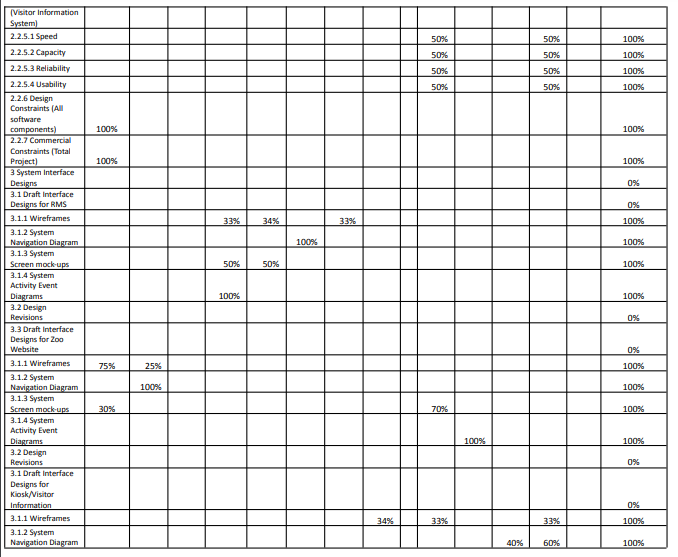 (Visitor Information
System)
2.2.5.1 Speed 50% 50% 100%
2.2.5.2 Capacity 50% 50% 100%
2.2.5.3 Reliability 50% 50% 100%
2.2.5.4 Usability 50% 50% 100%
2.2.6 Design
Constraints (All
software
components) 100% 100%
2.2.7 Commercial
Constraints (Total
Project) 100% 100%
3 System Interface
Designs 0%
3.1 Draft Interface
Designs for RMS 0%
3.1.1 Wireframes 33% 34% 33% 100%
3.1.2 System
Navigation Diagram 100% 100%
3.1.3 System
Screen mock-ups 50% 50% 100%
3.1.4 System
Activity Event
Diagrams 100% 100%
3.2 Design
Revisions 0%
3.3 Draft Interface
Designs for Zoo
Website 0%
3.1.1 Wireframes 75% 25% 100%
3.1.2 System
Navigation Diagram 100% 100%
3.1.3 System
Screen mock-ups 30% 70% 100%
3.1.4 System
Activity Event
Diagrams 100% 100%
3.2 Design
Revisions 0%
3.1 Draft Interface
Designs for
Kiosk/Visitor
Information 0%
3.1.1 Wireframes 34% 33% 33% 100%
3.1.2 System
Navigation Diagram 40% 60% 100%